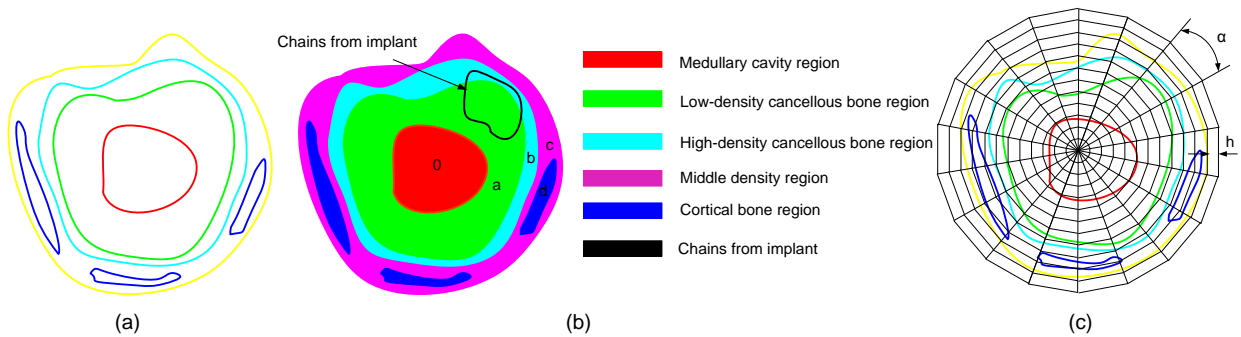 Chains from implant
0
a
b
c
d
Medullary cavity region
Low-density cancellous bone region
High-density cancellous bone region
Middle density region
Cortical bone region
Chains from implant
α
h
(a)
(b)
(c)